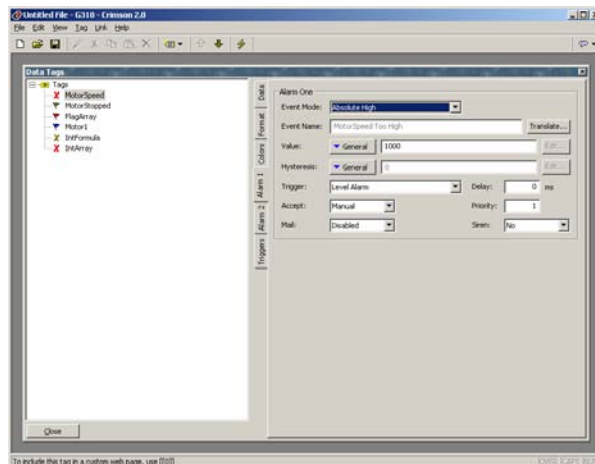 Untitled File - G310 - Crimson 2.0
File Edit View Tag Link Help
Data Tags
Tags
MotorSpeed
MotorStopped
FlagArray
Motor1
IntFormula
IntArray
Data
Format
Colors
Alarm 1
Alarm 2
Triggers
Alarm One
Event Mode: Absolute High
Event Name: MotorSpeed Too High Translate...
Value: General 1000 Edit...
Hysteresis: General 0 Edit...
Trigger: Level Alarm Delay: 0 ms
Accept: Manual Priority: 1
Mail: Disabled Siren: No
Close
To include this tag in a custom web page, use